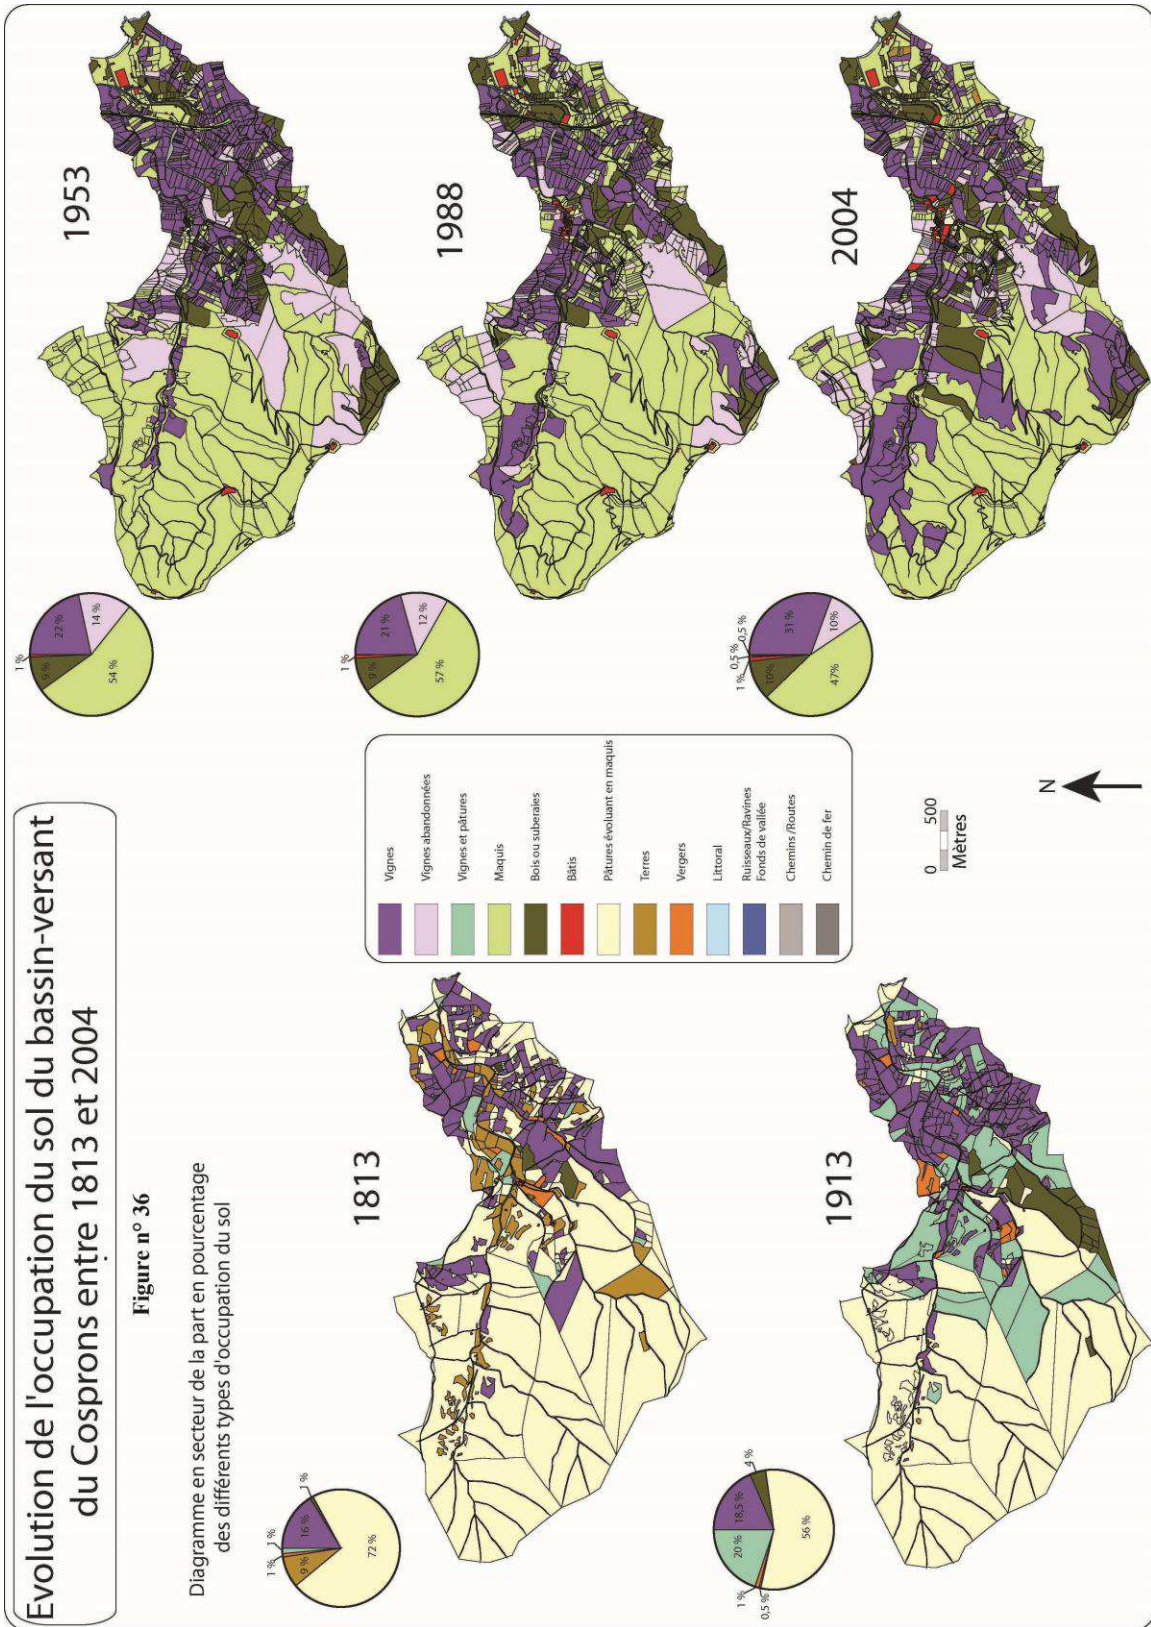 Evolution de l'occupation du sol du bassin-versant
du Cosprons entre 1813 et 2004
Figure n° 36
Diagramme en secteur de la part en pourcentage
des différents types d'occupation du sol
1813
1 %
1 %
9 %
16 %
1 %
72 %
1913
20 %
18,5 %
4 %
1 %
0,5 %
56 %
Vignes
Vignes abandonnées
Vignes et pâtures
Maquis
Bois ou suberaies
Bâtis
Pâtures évoluant en maquis
Terres
Vergers
Littoral
Ruisseaux/Ravines
Fonds de vallée
Chemins /Routes
Chemin de fer
0 500
Mètres
N
1953
1 %
9 %
22 %
14 %
54 %
1988
1 %
9 %
21 %
12 %
57 %
2004
1 %
0,5 %
0,5 %
10%
31 %
10%
47%